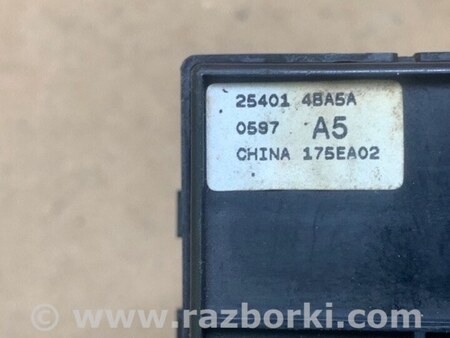 25401 4BA5A
0597 A5
CHINA 175EA02
© www.razborki.com